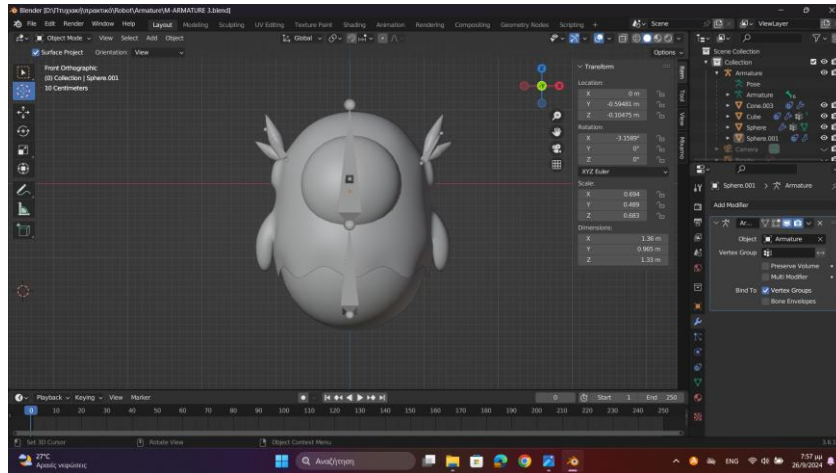 Blender [D:\Πτυχιακή\πρακτικό\Robot\Armature\M-ARMATURE 3.blend]
File Edit Render Window Help Layout Modeling Sculpting UV Editing Texture Paint Shading Animation Rendering Compositing Geometry Nodes Scripting + Scene ViewLayer
Object Mode View Select Add Object Global
Surface Project Orientation: View Options
Front Orthographic
(0) Collection | Sphere.001
10 Centimeters
Transform
Location:
X 0 m
Y -0.59481 m
Z -0.10475 m
Rotation:
X -3.1589°
Y 0°
Z 0°
XYZ Euler
Scale:
X 0.694
Y 0.499
Z 0.683
Dimensions:
X 1.36 m
Y 0.965 m
Z 1.33 m
Item
Tool
View
Mixamo
Scene Collection
Collection
Armature
Pose
Armature
Cone.003
Cube
Sphere
Sphere.001
Camera
Sphere.001 > Armature
Add Modifier
Ar...
Object Armature
Vertex Group
Preserve Volume
Multi Modifier
Bind To Vertex Groups
Bone Envelopes
Playback Keying View Marker 0 Start 1 End 250
0 10 20 30 40 50 60 70 80 90 100 110 120 130 140 150 160 170 180 190 200 210 220 230 240 250
Set 3D Cursor Rotate View Object Context Menu
27°C
Αραιές νεφώσεις
Αναζήτηση
ENG
7:57 μμ
26/9/2024